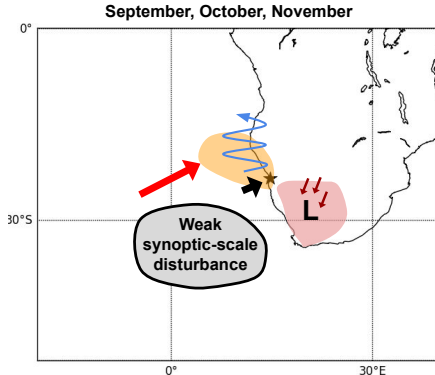 September, October, November
0°
L
30°S
Weak
synoptic-scale
disturbance
0°
30°E